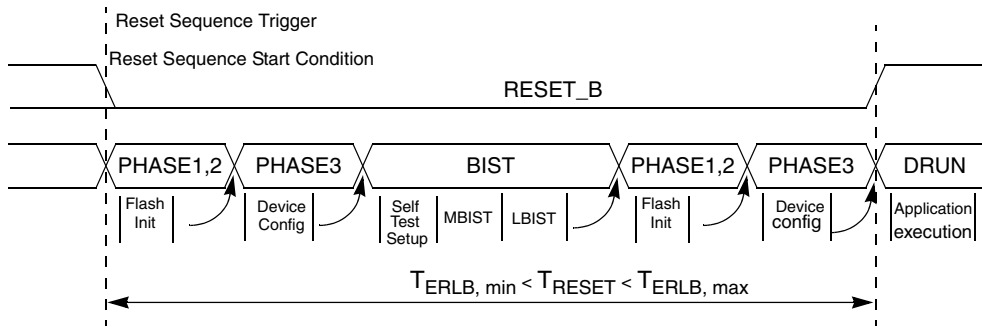 Reset Sequence Trigger
Reset Sequence Start Condition
RESET_B
PHASE1,2 PHASE3 BIST PHASE1,2 PHASE3 DRUN
Flash
Init
Device
Config
Self
Test
Setup
MBIST
LBIST
Flash
Init
Device
config
Application
execution
TERLB, min < TRESET < TERLB, max